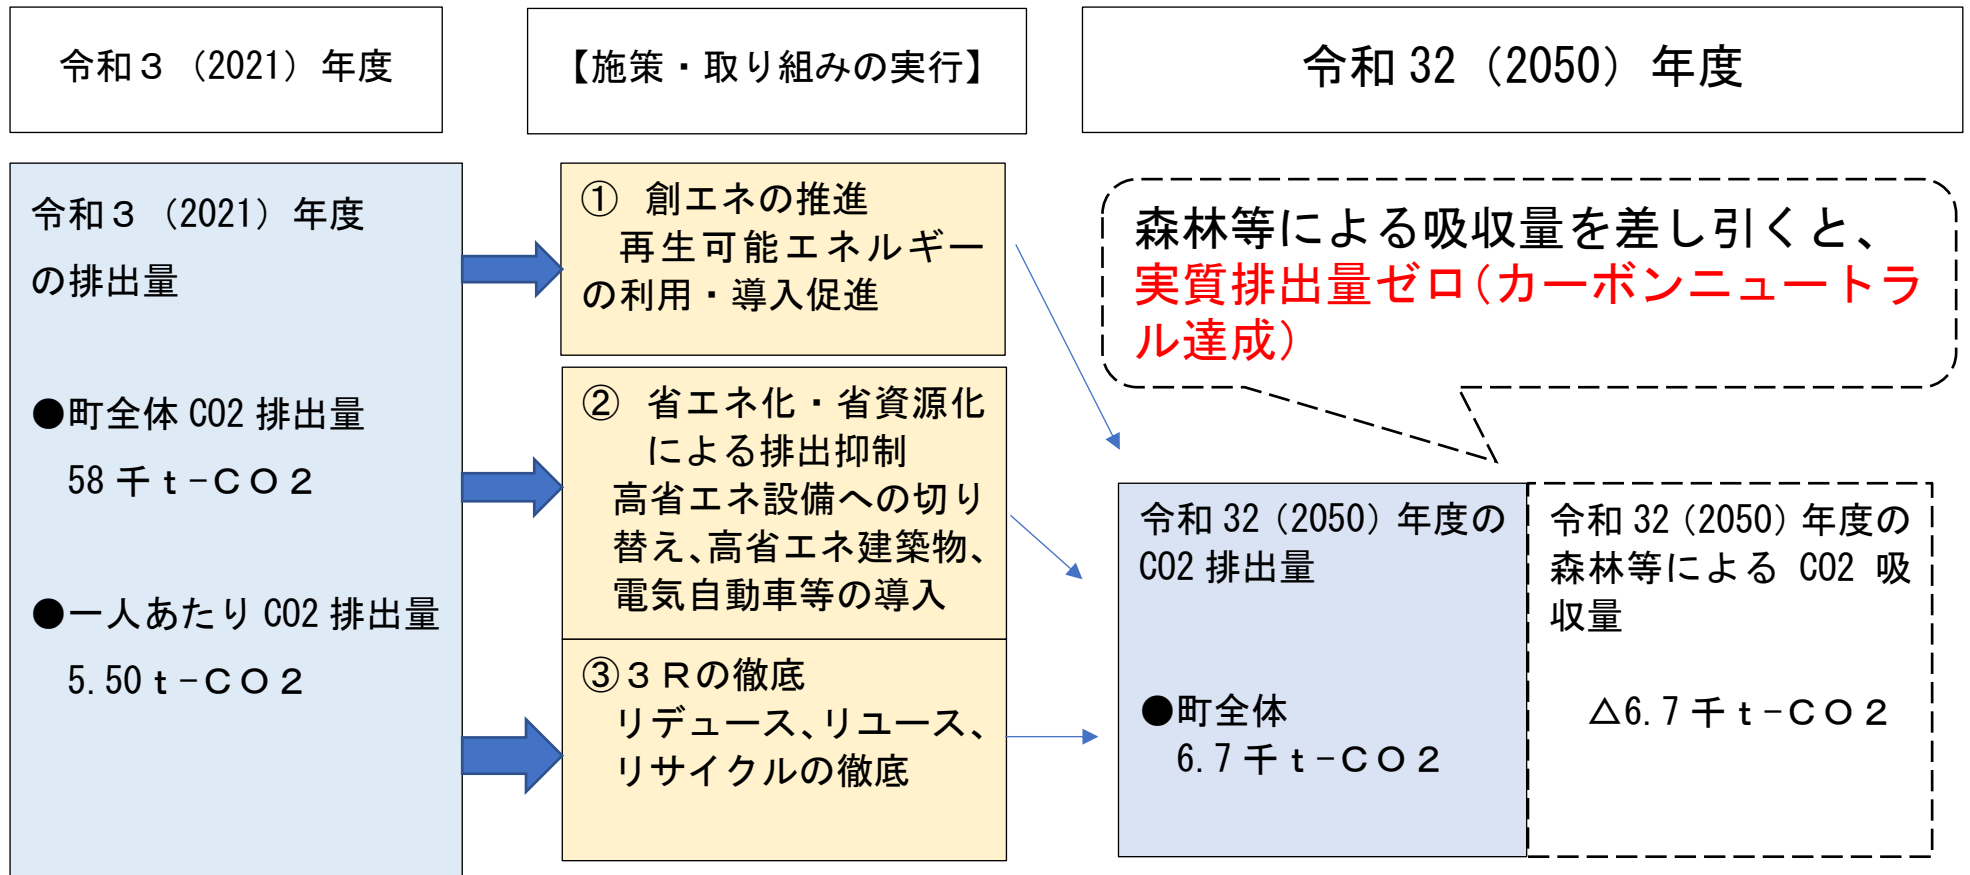 令和３（2021）年度
【施策・取り組みの実行】
令和 32（2050）年度
令和３（2021）年度
の排出量
●町全体 CO2 排出量
58 千ｔ−ＣＯ２
●一人あたり CO2 排出量
5.50ｔ−ＣＯ２
① 創エネの推進
再生可能エネルギー
の利用・導入促進
② 省エネ化・省資源化
による排出抑制
高省エネ設備への切り
替え、高省エネ建築物、
電気自動車等の導入
③３Ｒの徹底
リデュース、リユース、
リサイクルの徹底
森林等による吸収量を差し引くと、
実質排出量ゼロ（カーボンニュートラ
ル達成）
令和 32（2050）年度の
CO2 排出量
●町全体
6.7 千ｔ−ＣＯ２
令和 32（2050）年度の
森林等による CO2 吸
収量
△6.7 千ｔ−ＣＯ２